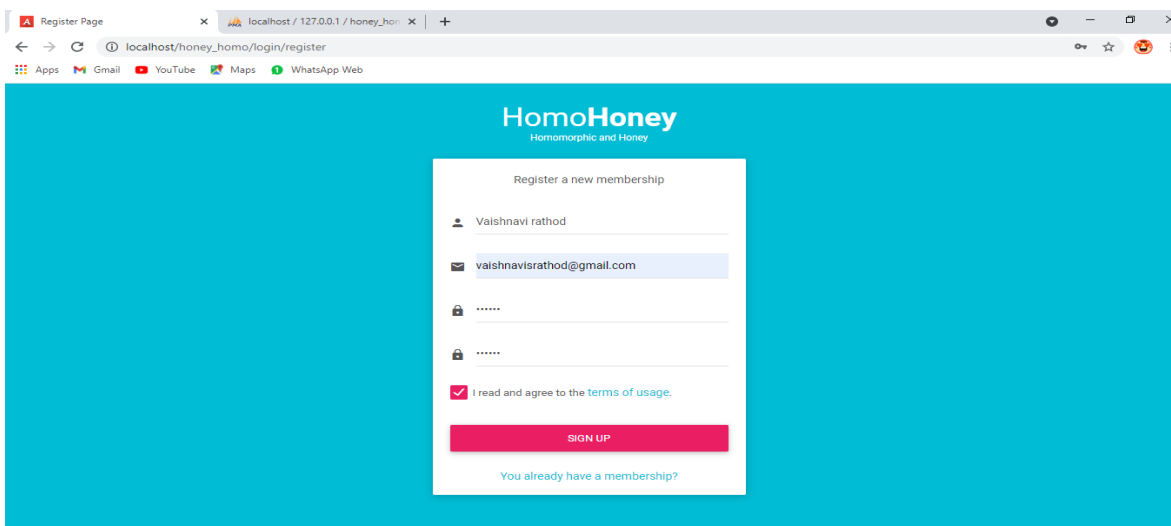 Register Page localhost / 127.0.0.1 / honey_hon
localhost/honey_homo/login/register
Apps Gmail YouTube Maps WhatsApp Web
HomoHoney
Homomorphic and Honey
Register a new membership
Vaishnavi rathod
vaishnavisrathod@gmail.com
••••••
••••••
I read and agree to the terms of usage.
SIGN UP
You already have a membership?